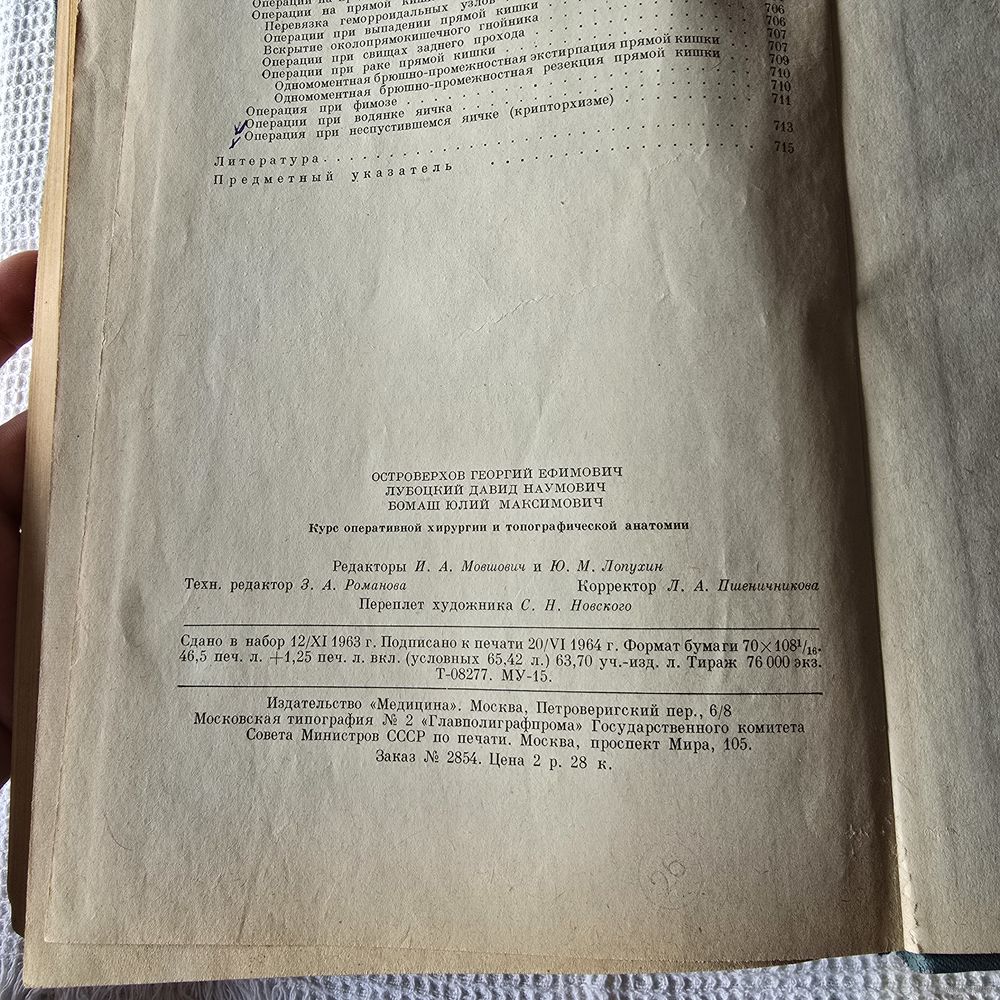 Операции на прямой
Перевязка геморроидальных узлов
Операции при выпадении прямой кишки . . . 706
Вскрытие околопрямокишечного гнойника . . . 706
Операции при свищах заднего прохода . . . 707
Операции при раке прямой кишки . . . 707
Одномоментная брюшно-промежностная экстирпация прямой кишки . . 709
Одномоментная брюшно-промежностная резекция прямой кишки . . 710
Операция при фимозе . . . 710
Операции при водянке яичка . . . 711
Операция при неспустившемся яичке (крипторхизме) . . .
Литература . . . 713
Предметный указатель . . . 715
ОСТРОВЕРХОВ ГЕОРГИЙ ЕФИМОВИЧ
ЛУБОЦКИЙ ДАВИД НАУМОВИЧ
БОМАШ ЮЛИЙ МАКСИМОВИЧ
Курс оперативной хирургии и топографической анатомии
Редакторы И. А. Мовшович и Ю. М. Лопухин
Техн. редактор З. А. Романова Корректор Л. А. Пшеничникова
Переплет художника С. Н. Новского
Сдано в набор 12/XI 1963 г. Подписано к печати 20/VI 1964 г. Формат бумаги 70×108¹/₁₆.
46,5 печ. л. +1,25 печ. л. вкл. (условных 65,42 л.) 63,70 уч.-изд. л. Тираж 76 000 экз.
Т-08277. МУ-15.
Издательство «Медицина». Москва, Петроверигский пер., 6/8
Московская типография № 2 «Главполиграфпрома» Государственного комитета
Совета Министров СССР по печати. Москва, проспект Мира, 105.
Заказ № 2854. Цена 2 р. 28 к.